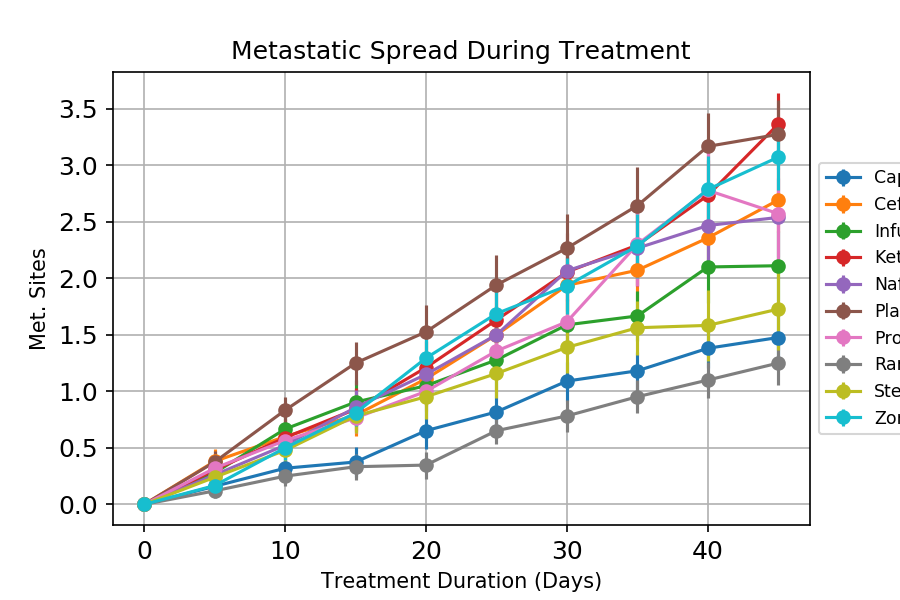 Metastatic Spread During Treatment
3.5
3.0
2.5
2.0
1.5
1.0
0.5
0.0
Met. Sites
0 10 20 30 40
Treatment Duration (Days)
Cap
Cef
Infu
Ket
Naf
Pla
Pro
Ran
Ste
Zon